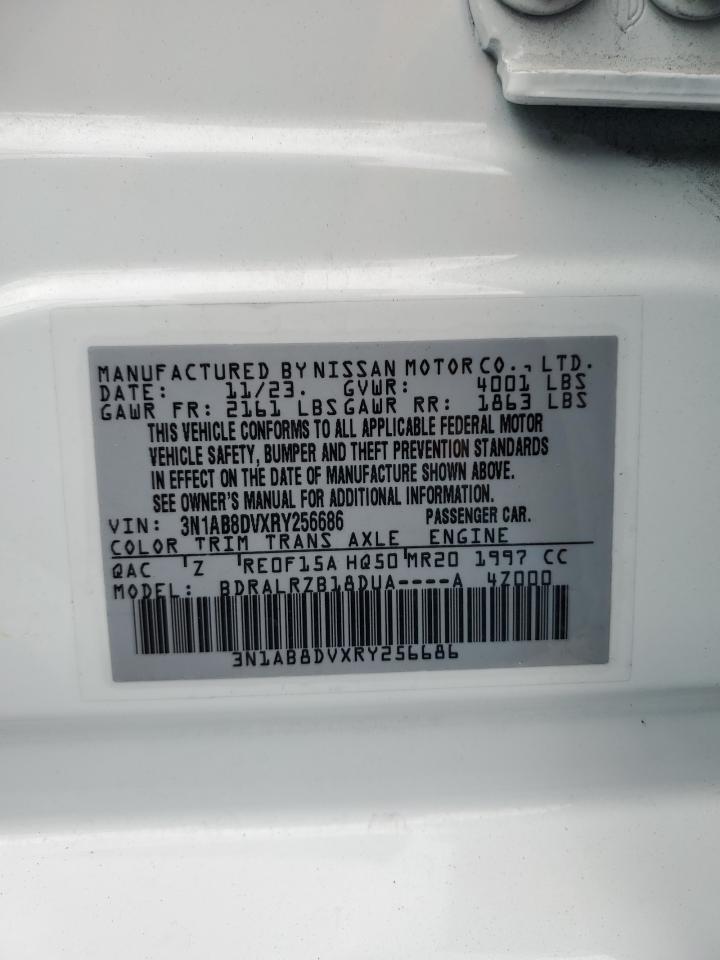 MANUFACTURED BY NISSAN MOTOR CO., LTD.
DATE: 11/23. GVWR: 4001 LBS
GAWR FR: 2161 LBS GAWR RR: 1863 LBS
THIS VEHICLE CONFORMS TO ALL APPLICABLE FEDERAL MOTOR
VEHICLE SAFETY, BUMPER AND THEFT PREVENTION STANDARDS
IN EFFECT ON THE DATE OF MANUFACTURE SHOWN ABOVE.
SEE OWNER'S MANUAL FOR ADDITIONAL INFORMATION.
VIN: 3N1AB8DVXRY256686 PASSENGER CAR.
COLOR TRIM TRANS AXLE ENGINE
QAC Z RE0F15A HQ50 MR20 1997 CC
MODEL: BDRALRZB18DUA----A 4Z000
3N1AB8DVXRY256686